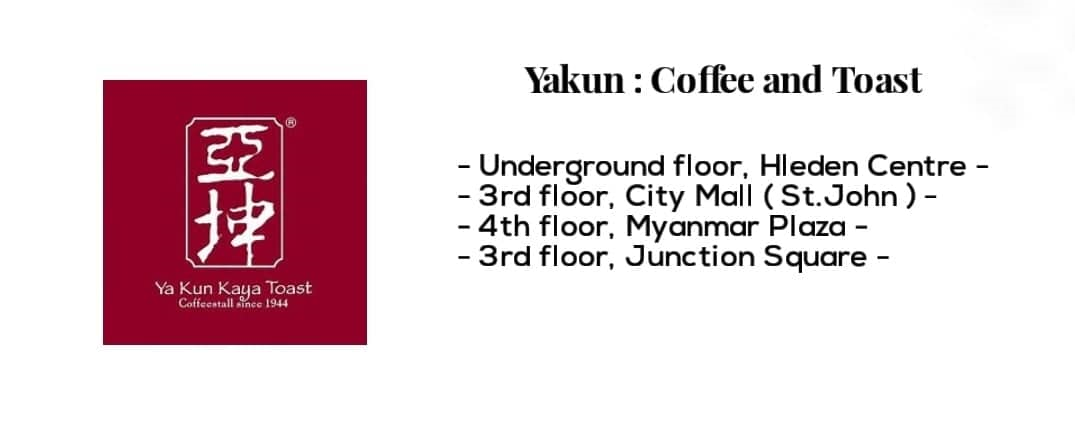 亞坤®
Ya Kun Kaya Toast
Coffeestall since 1944
Yakun : Coffee and Toast
- Underground floor, Hleden Centre -
- 3rd floor, City Mall ( St.John ) -
- 4th floor, Myanmar Plaza -
- 3rd floor, Junction Square -